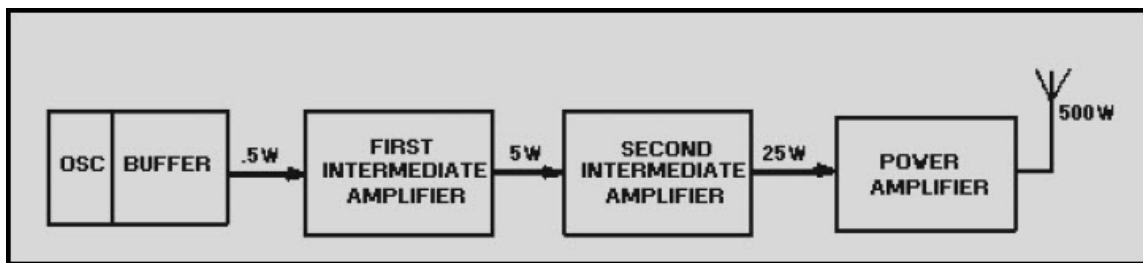 OSC BUFFER
.5W
FIRST
INTERMEDIATE
AMPLIFIER
5W
SECOND
INTERMEDIATE
AMPLIFIER
25W
POWER
AMPLIFIER
500W